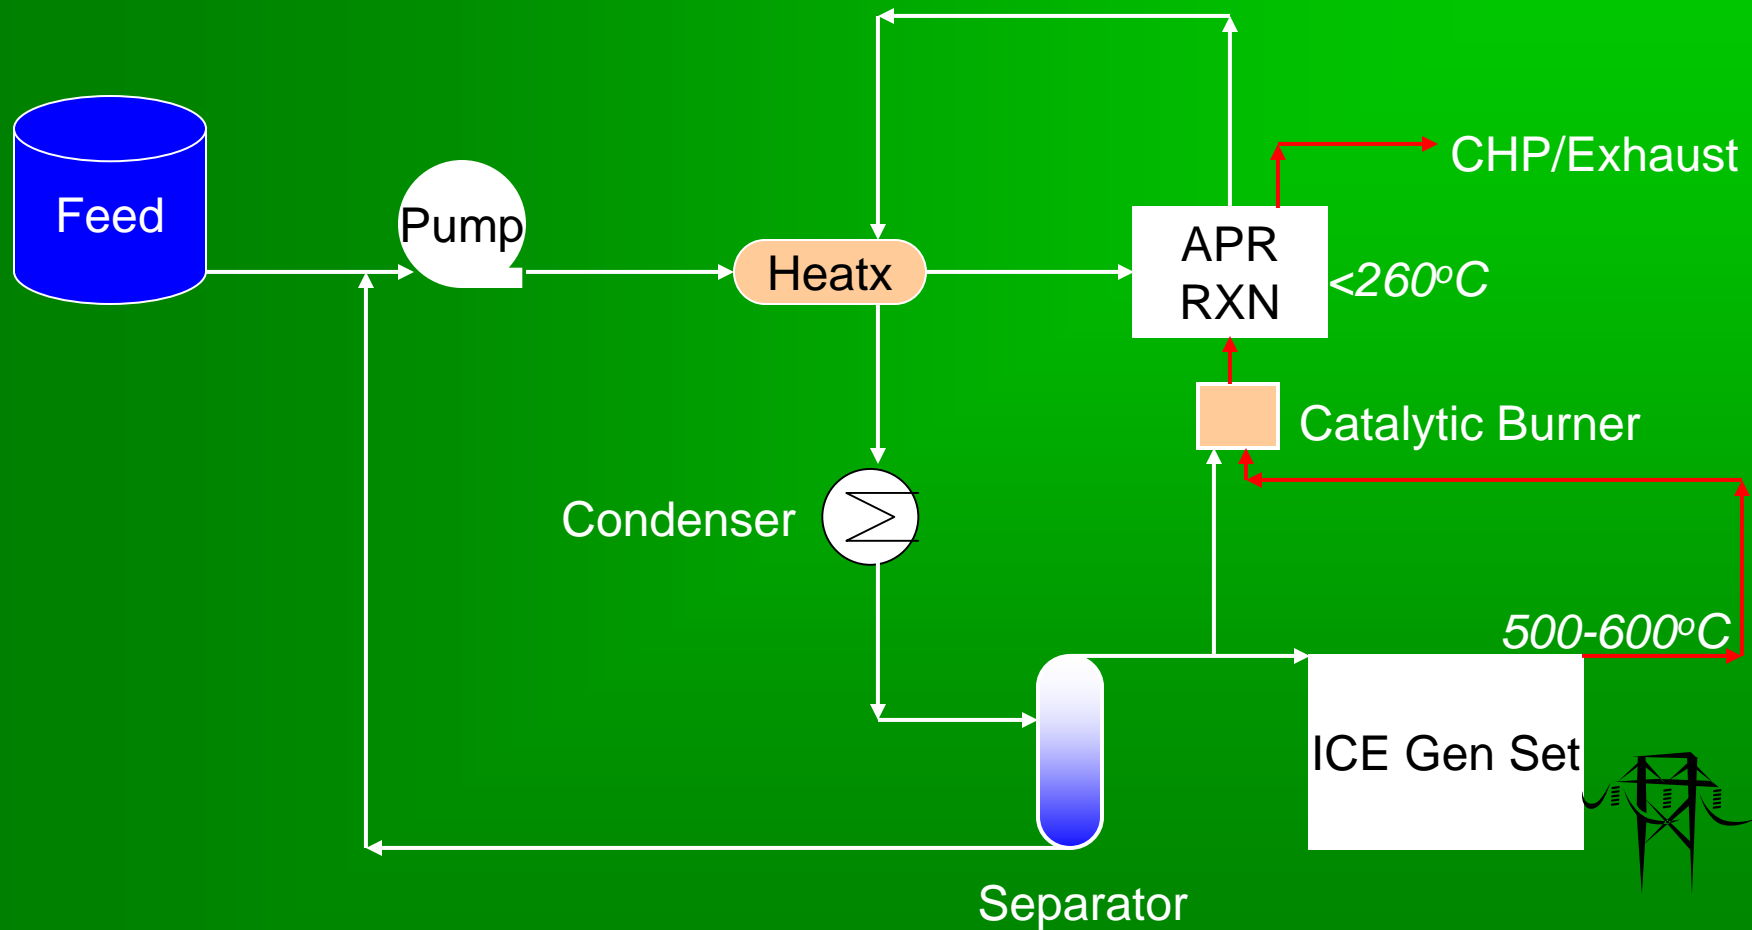 CHP/Exhaust
Feed
Pump
APR
RXN
Heatx
<260°C
Catalytic Burner
Condenser
500-600°C
ICE Gen Set
Separator